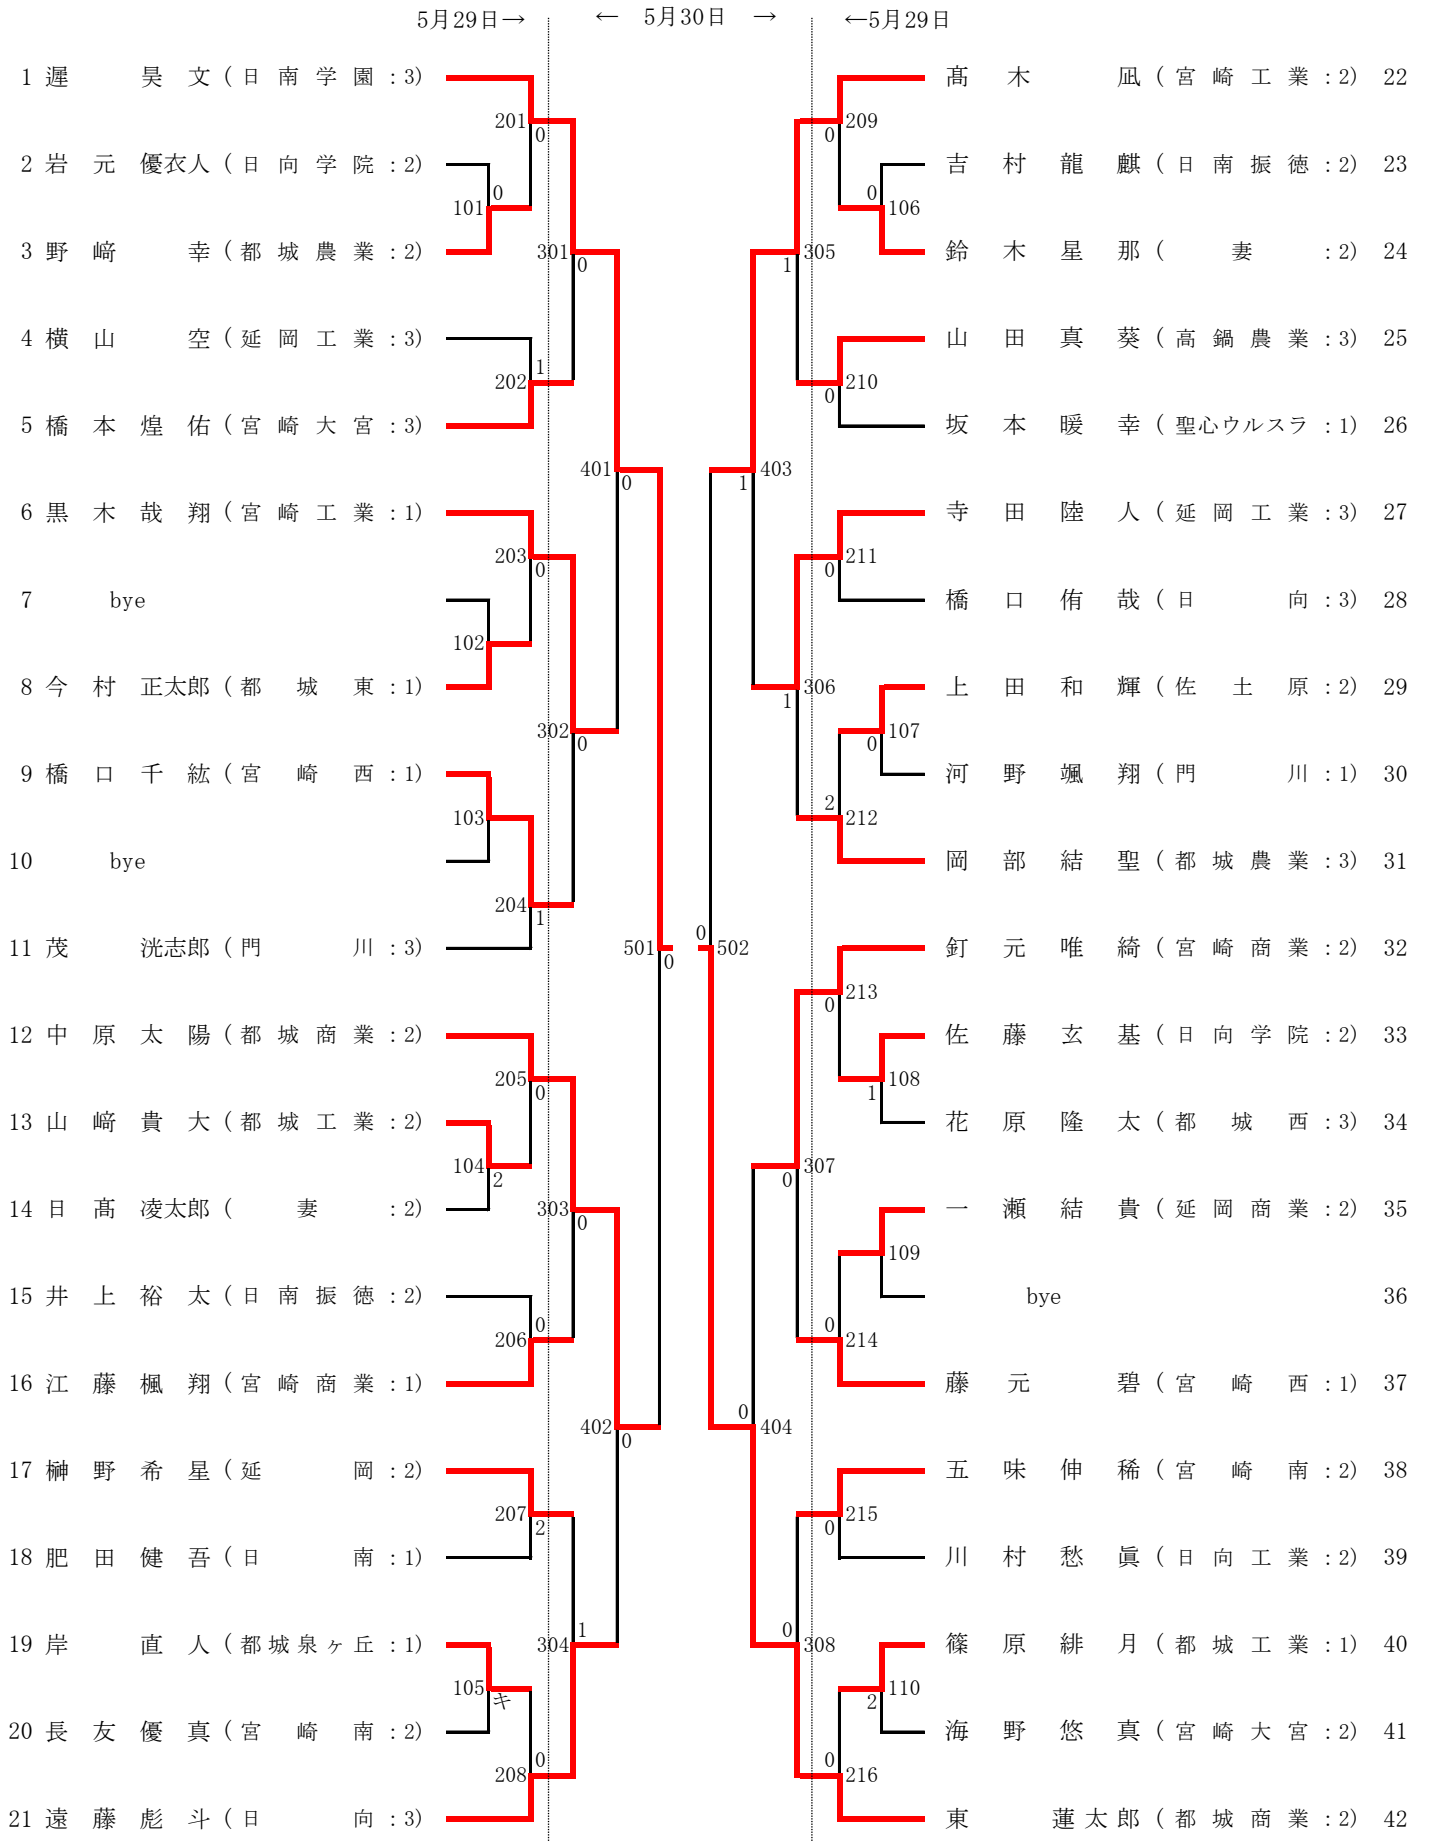 5月29日→ ← 5月30日 → ←5月29日
1 遅 昊 文 (日 南 学 園 : 3) 髙 木 凪 (宮 崎 工 業 : 2) 22
201 0 0 209
2 岩 元 優衣人 (日 向 学 院 : 2) 吉 村 龍 麒 (日 南 振 徳 : 2) 23
101 0 0 106
3 野 﨑 幸 (都 城 農 業 : 2) 301 0 1 305 鈴 木 星 那 ( 妻 : 2) 24
4 横 山 空 (延 岡 工 業 : 3) 山 田 真 葵 (高 鍋 農 業 : 3) 25
202 1 0 210
5 橋 本 煌 佑 (宮 崎 大 宮 : 3) 坂 本 暖 幸 (聖心ウルスラ : 1) 26
401 0 1 403
6 黒 木 哉 翔 (宮 崎 工 業 : 1) 寺 田 陸 人 (延 岡 工 業 : 3) 27
203 0 0 211
7 bye 橋 口 侑 哉 (日 向 : 3) 28
102
8 今 村 正太郎 (都 城 東 : 1) 1 306 上 田 和 輝 (佐 土 原 : 2) 29
302 0 0 107
9 橋 口 千 紘 (宮 崎 西 : 1) 河 野 颯 翔 (門 川 : 1) 30
103 2 212
10 bye 岡 部 結 聖 (都 城 農 業 : 3) 31
204 1
11 茂 洸志郎 (門 川 : 3) 501 0 0 502 釘 元 唯 綺 (宮 崎 商 業 : 2) 32
0 213
12 中 原 太 陽 (都 城 商 業 : 2) 佐 藤 玄 基 (日 向 学 院 : 2) 33
205 0 1 108
13 山 﨑 貴 大 (都 城 工 業 : 2) 花 原 隆 太 (都 城 西 : 3) 34
104 2 0 307
14 日 髙 凌太郎 ( 妻 : 2) 303 0 一 瀬 結 貴 (延 岡 商 業 : 2) 35
109
15 井 上 裕 太 (日 南 振 徳 : 2) bye 36
206 0 0 214
16 江 藤 楓 翔 (宮 崎 商 業 : 1) 藤 元 碧 (宮 崎 西 : 1) 37
402 0 0 404
17 榊 野 希 星 (延 岡 : 2) 五 味 伸 稀 (宮 崎 南 : 2) 38
207 2 0 215
18 肥 田 健 吾 (日 南 : 1) 川 村 愁 眞 (日 向 工 業 : 2) 39
19 岸 直 人 (都 城 泉 ヶ 丘 : 1) 304 1 0 308 篠 原 緋 月 (都 城 工 業 : 1) 40
105 キ 2 110
20 長 友 優 真 (宮 崎 南 : 2) 海 野 悠 真 (宮 崎 大 宮 : 2) 41
208 0 0 216
21 遠 藤 彪 斗 (日 向 : 3) 東 蓮 太 郎 (都 城 商 業 : 2) 42